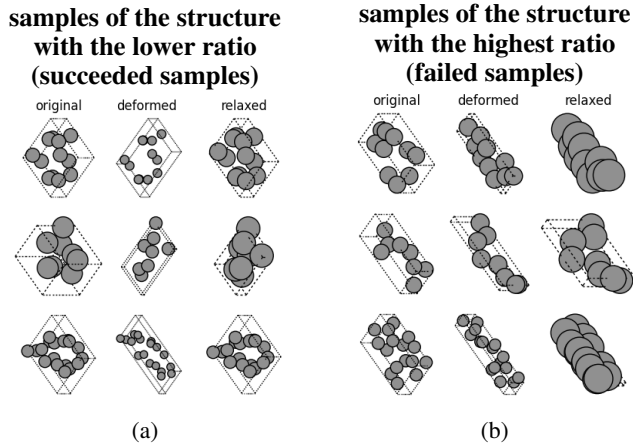 samples of the structure
with the lower ratio
(succeeded samples)
original deformed relaxed
(a)
samples of the structure
with the highest ratio
(failed samples)
original deformed relaxed
(b)